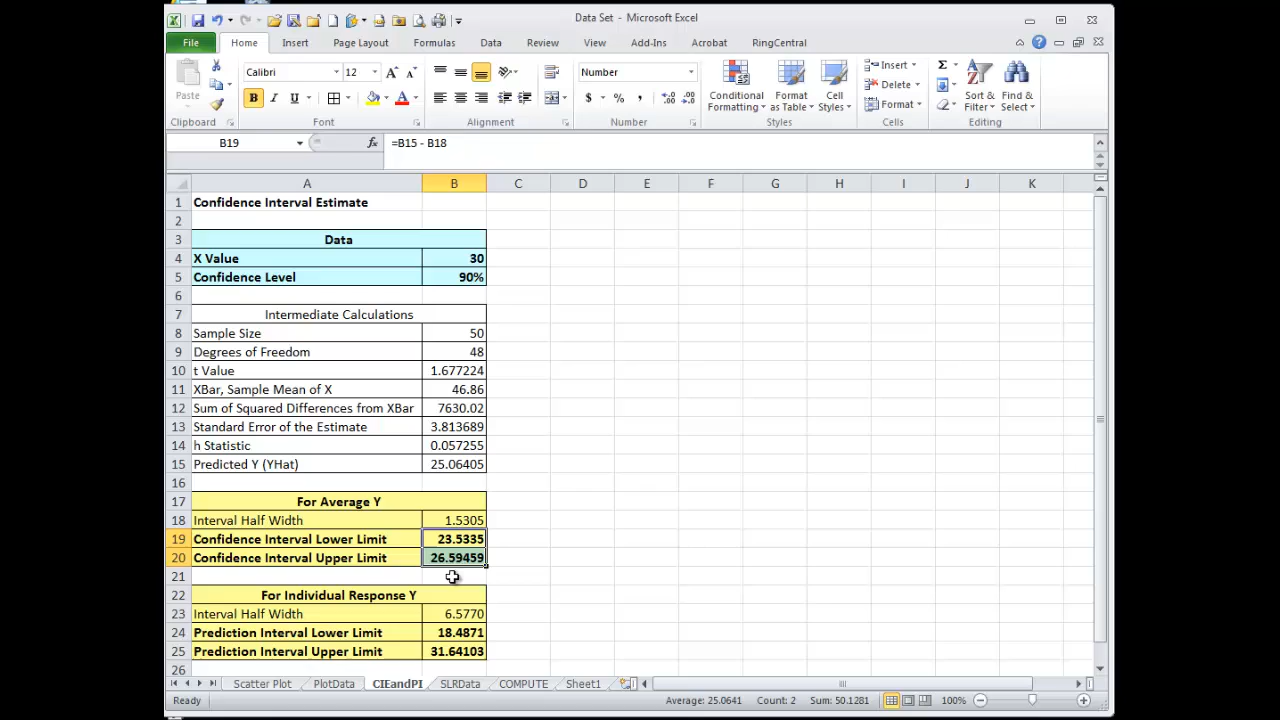 Data Set - Microsoft Excel
File Home Insert Page Layout Formulas Data Review View Add-Ins Acrobat RingCentral
Calibri 12
Number
Paste
B I U
$ % ,
Conditional Formatting
Format as Table
Cell Styles
Insert
Delete
Format
Sort & Filter
Find & Select
Clipboard Font Alignment Number Styles Cells Editing
B19 fx =B15 - B18
A B C D E F G H I J K
1 Confidence Interval Estimate
2
3 Data
4 X Value 30
5 Confidence Level 90%
6
7 Intermediate Calculations
8 Sample Size 50
9 Degrees of Freedom 48
10 t Value 1.677224
11 XBar, Sample Mean of X 46.86
12 Sum of Squared Differences from XBar 7630.02
13 Standard Error of the Estimate 3.813689
14 h Statistic 0.057255
15 Predicted Y (YHat) 25.06405
16
17 For Average Y
18 Interval Half Width 1.5305
19 Confidence Interval Lower Limit 23.5335
20 Confidence Interval Upper Limit 26.59459
21
22 For Individual Response Y
23 Interval Half Width 6.5770
24 Prediction Interval Lower Limit 18.4871
25 Prediction Interval Upper Limit 31.64103
26
Scatter Plot PlotData CIEandPI SLRData COMPUTE Sheet1
Ready Average: 25.0641 Count: 2 Sum: 50.1281 100%